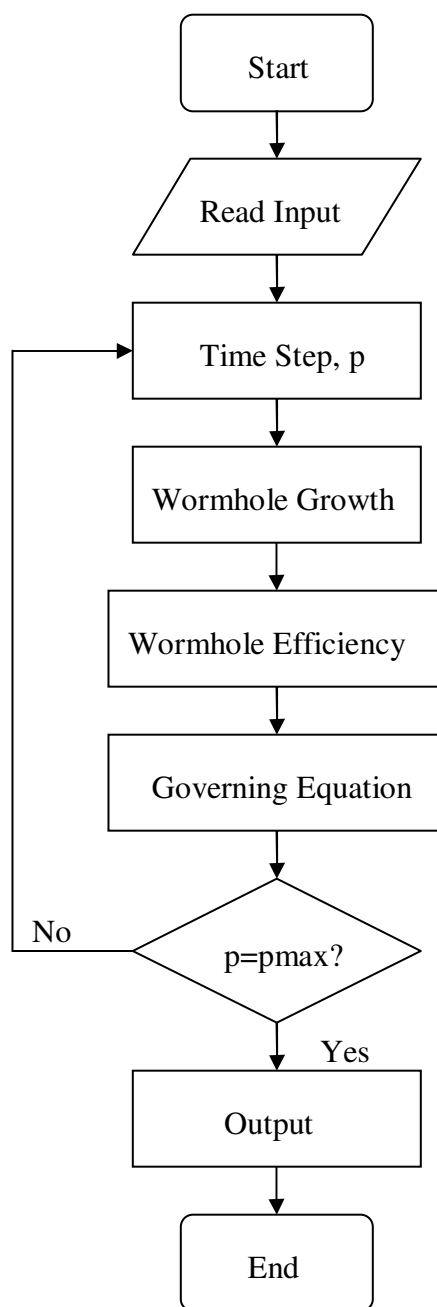 Start
Read Input
Time Step, p
Wormhole Growth
Wormhole Efficiency
Governing Equation
No
p=pmax?
Yes
Output
End